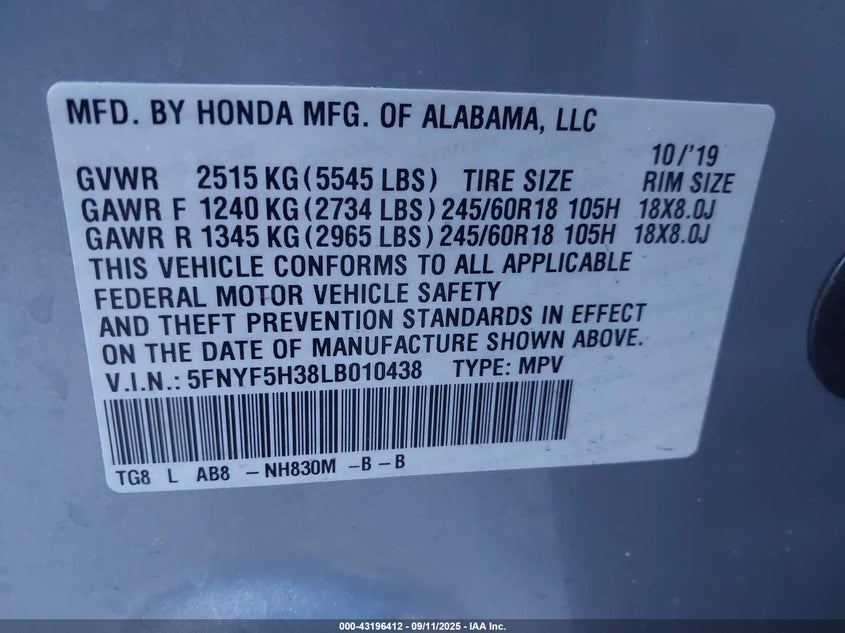 MFD. BY HONDA MFG. OF ALABAMA, LLC
10/'19
GVWR 2515 KG (5545 LBS) TIRE SIZE RIM SIZE
GAWR F 1240 KG (2734 LBS) 245/60R18 105H 18X8.0J
GAWR R 1345 KG (2965 LBS) 245/60R18 105H 18X8.0J
THIS VEHICLE CONFORMS TO ALL APPLICABLE
FEDERAL MOTOR VEHICLE SAFETY
AND THEFT PREVENTION STANDARDS IN EFFECT
ON THE DATE OF MANUFACTURE SHOWN ABOVE.
V.I.N.: 5FNYF5H38LB010438 TYPE: MPV
TG8 L AB8 -NH830M -B -B
000-43196412 - 09/11/2025 - IAA Inc.